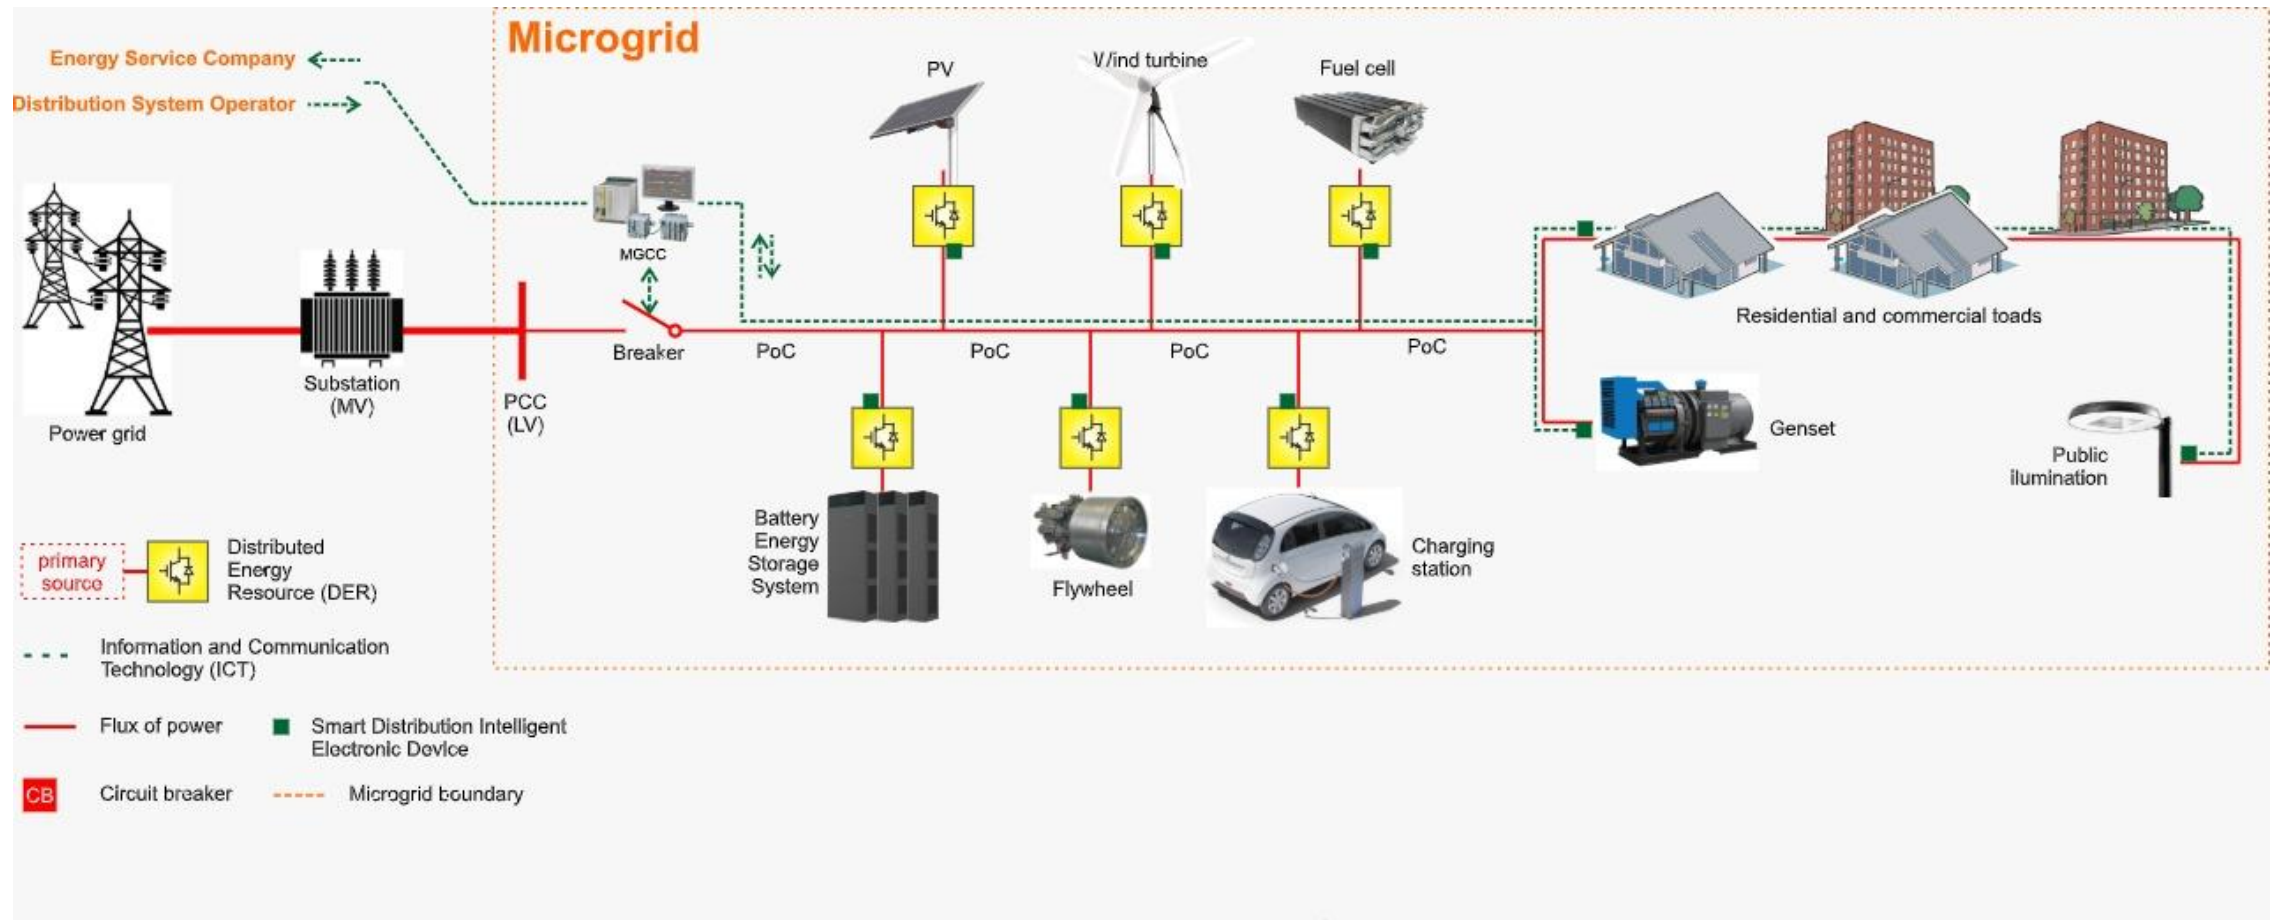 Microgrid
Energy Service Company
Distribution System Operator
PV
Wind turbine
Fuel cell
MGCC
Breaker
PoC
PoC
PoC
PoC
Residential and commercial toads
Substation
(MV)
PCC
(LV)
Power grid
Genset
Public
ilumination
Battery
Energy
Storage
System
Flywheel
Charging
station
primary
source
Distributed
Energy
Resource (DER)
Information and Communication
Technology (ICT)
Flux of power
Smart Distribution Intelligent
Electronic Device
CB
Circuit breaker
Microgrid boundary